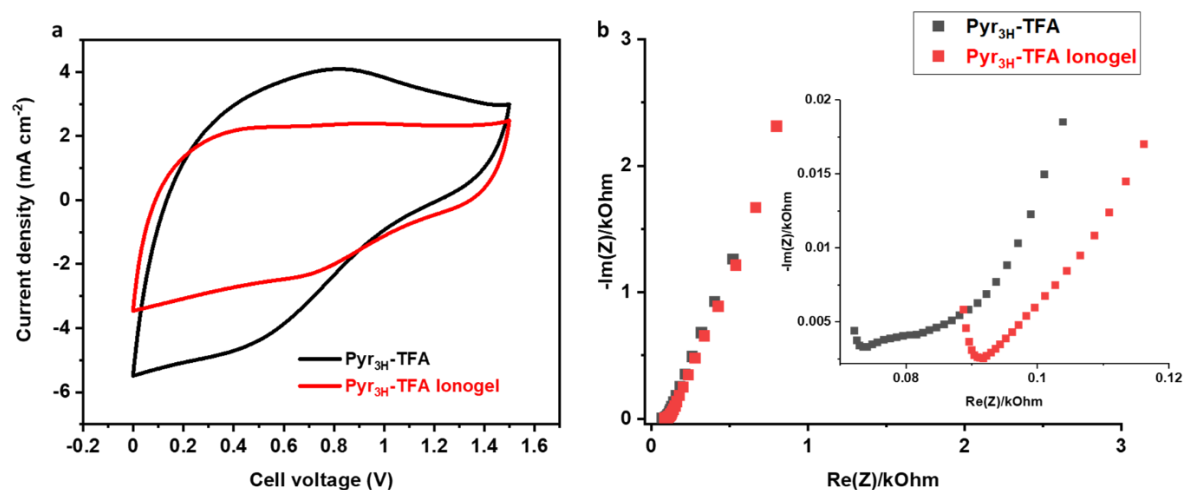 a
Current density (mA cm⁻²)
4
2
0
-2
-4
-6
-0.2 0 0.2 0.4 0.6 0.8 1.0 1.2 1.4 1.6
Cell voltage (V)
Pyr₃H-TFA
Pyr₃H-TFA Ionogel
b
Pyr₃H-TFA
Pyr₃H-TFA Ionogel
-Im(Z)/kOhm
3
2
1
0
0 1 2 3
Re(Z)/kOhm
-Im(Z)/kOhm
0.02
0.015
0.01
0.005
0.08 0.1 0.12
Re(Z)/kOhm